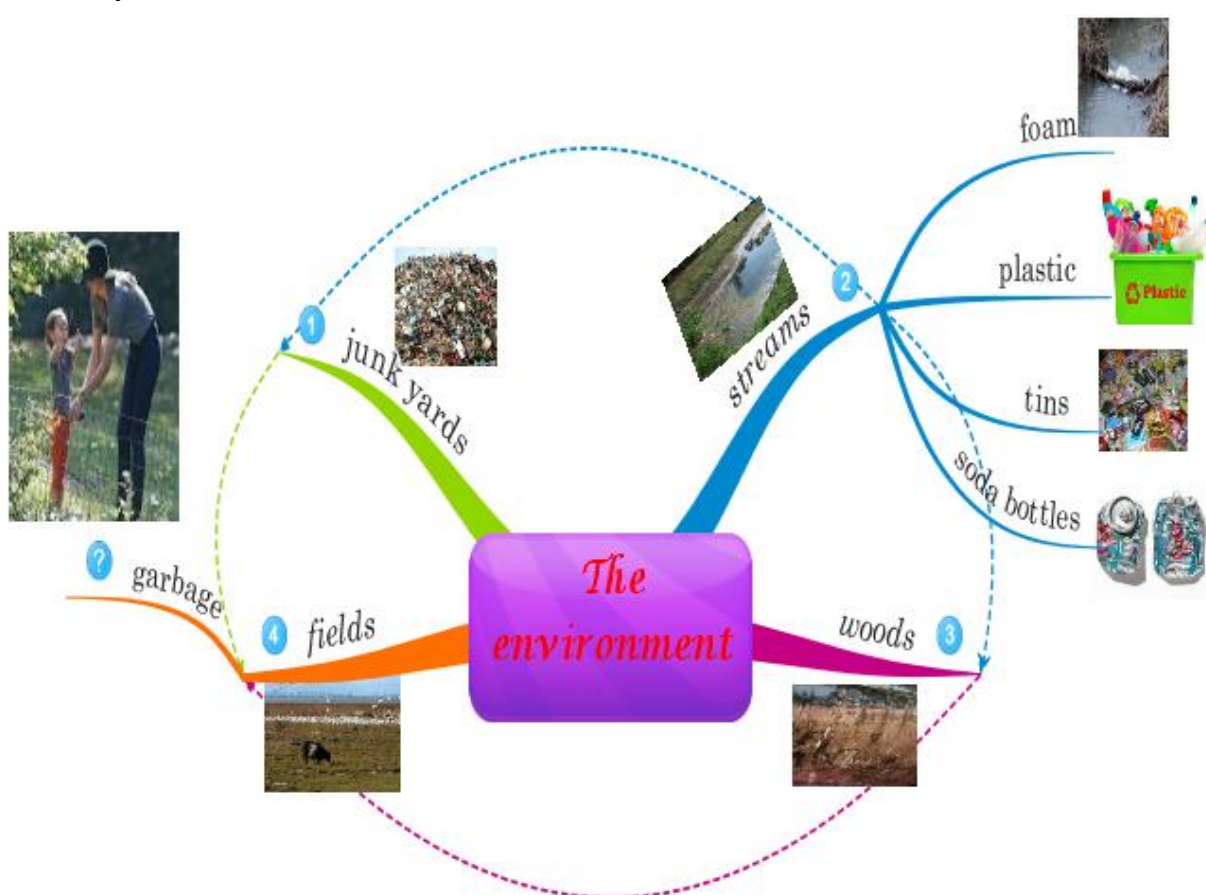 foam
plastic
Plastic
tins
soda bottles
2
streams
1
junk yards
The
environment
woods
3
4
fields
?
garbage